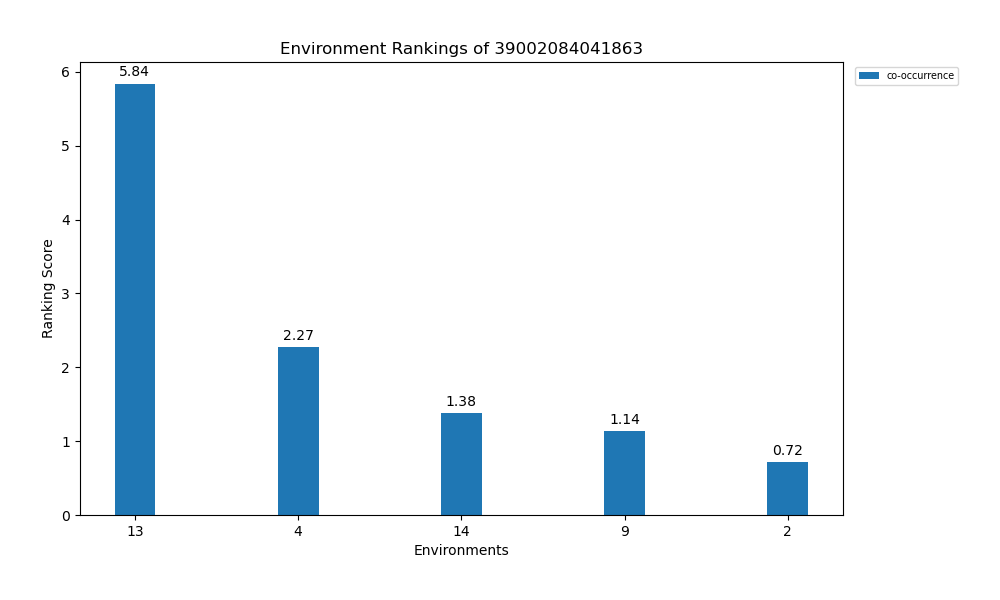 Environment Rankings of 39002084041863
co-occurrence
Ranking Score
6
5
4
3
2
1
0
5.84
2.27
1.38
1.14
0.72
13 4 14 9 2
Environments